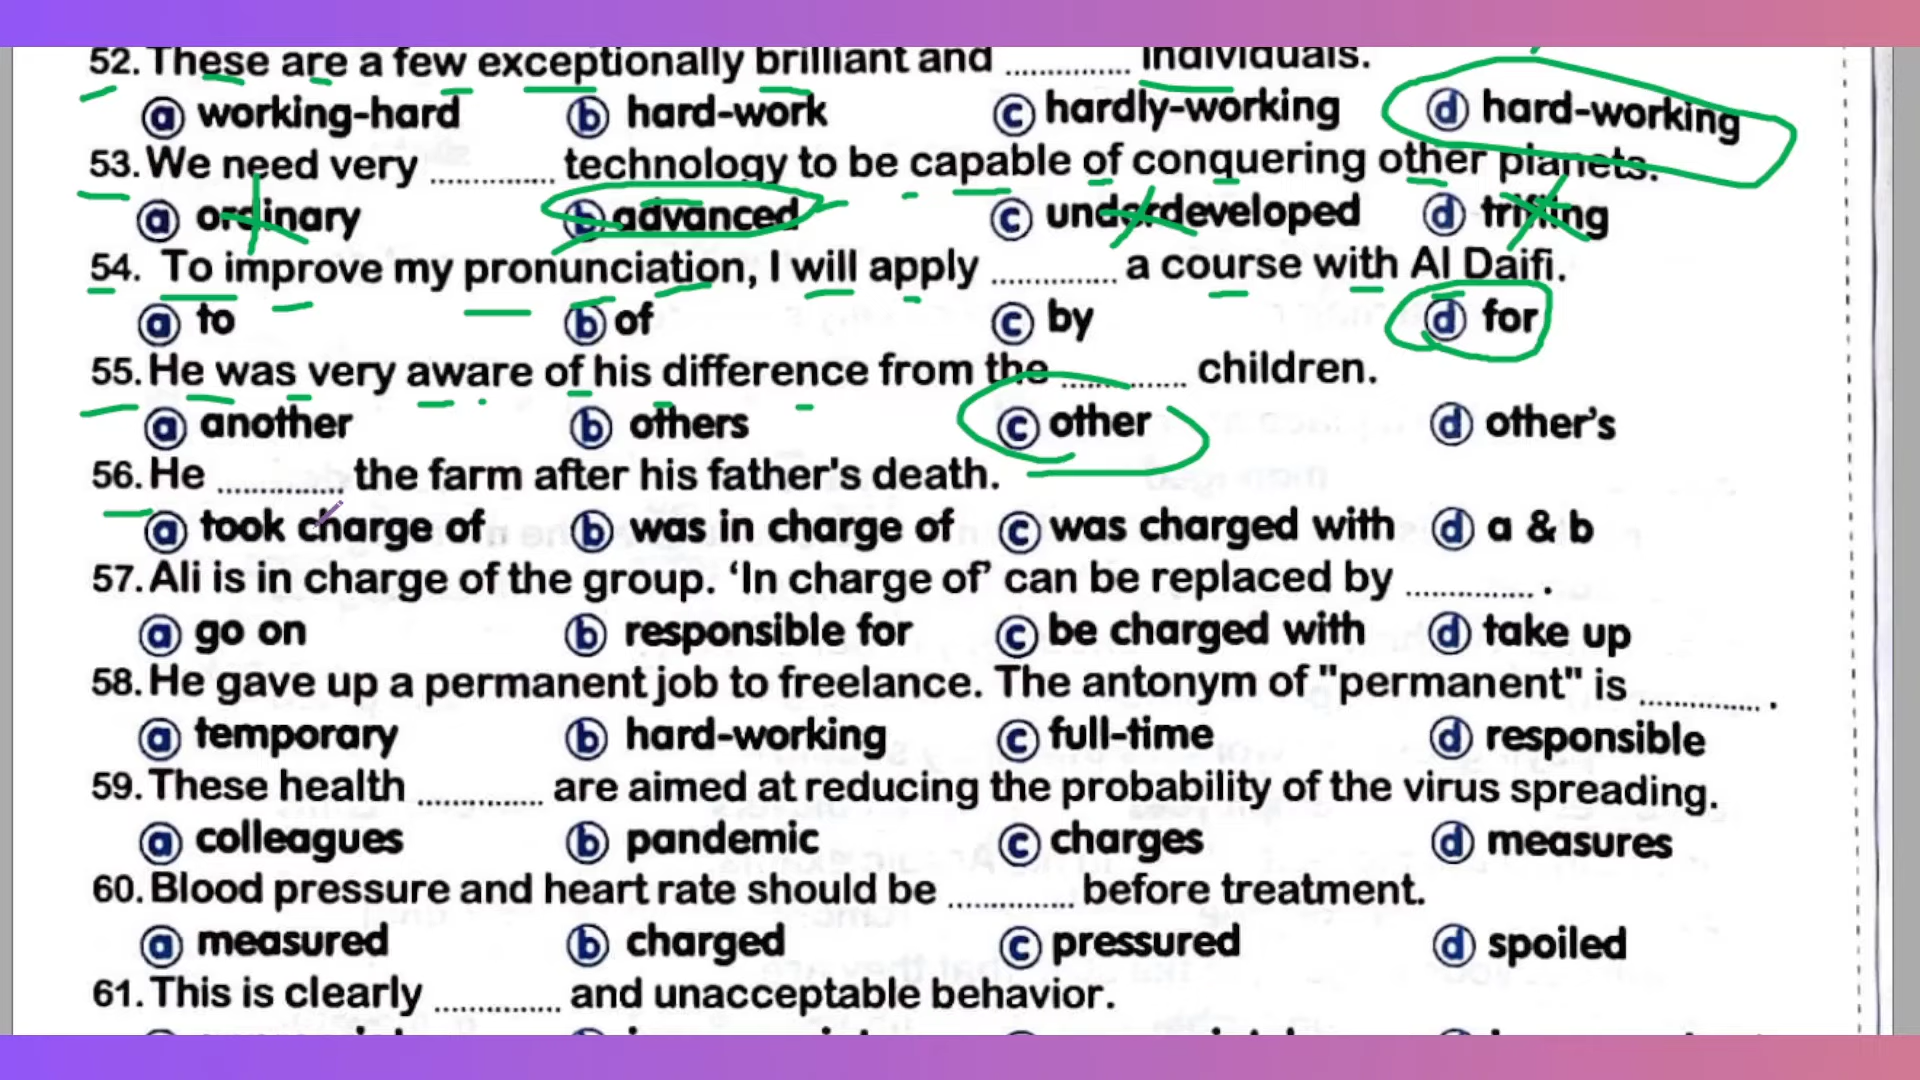 52. These are a few exceptionally brilliant and .............. individuals.
a working-hard b hard-work c hardly-working d hard-working
53. We need very .............. technology to be capable of conquering other planets.
a ordinary b advanced c underdeveloped d trifling
54. To improve my pronunciation, I will apply .............. a course with Al Daifi.
a to b of c by d for
55. He was very aware of his difference from the .............. children.
a another b others c other d other's
56. He .............. the farm after his father's death.
a took charge of b was in charge of c was charged with d a & b
57. Ali is in charge of the group. ‘In charge of’ can be replaced by .............. .
a go on b responsible for c be charged with d take up
58. He gave up a permanent job to freelance. The antonym of "permanent" is .............. .
a temporary b hard-working c full-time d responsible
59. These health .............. are aimed at reducing the probability of the virus spreading.
a colleagues b pandemic c charges d measures
60. Blood pressure and heart rate should be .............. before treatment.
a measured b charged c pressured d spoiled
61. This is clearly .............. and unacceptable behavior.